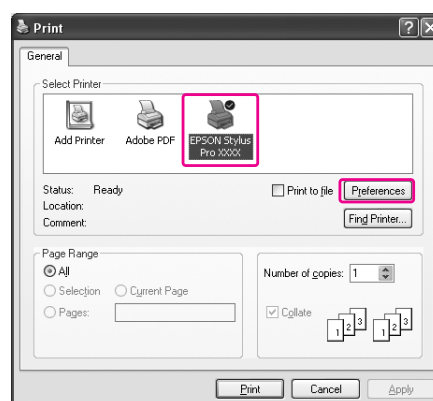 Print
General
Select Printer
Add Printer
Adobe PDF
EPSON Stylus
Pro XXXX
Status: Ready
Location:
Comment:
Print to file
Preferences
Find Printer...
Page Range
All
Selection
Current Page
Pages:
Number of copies: 1
Collate
1 2 3 1 2 3
Print
Cancel
Apply